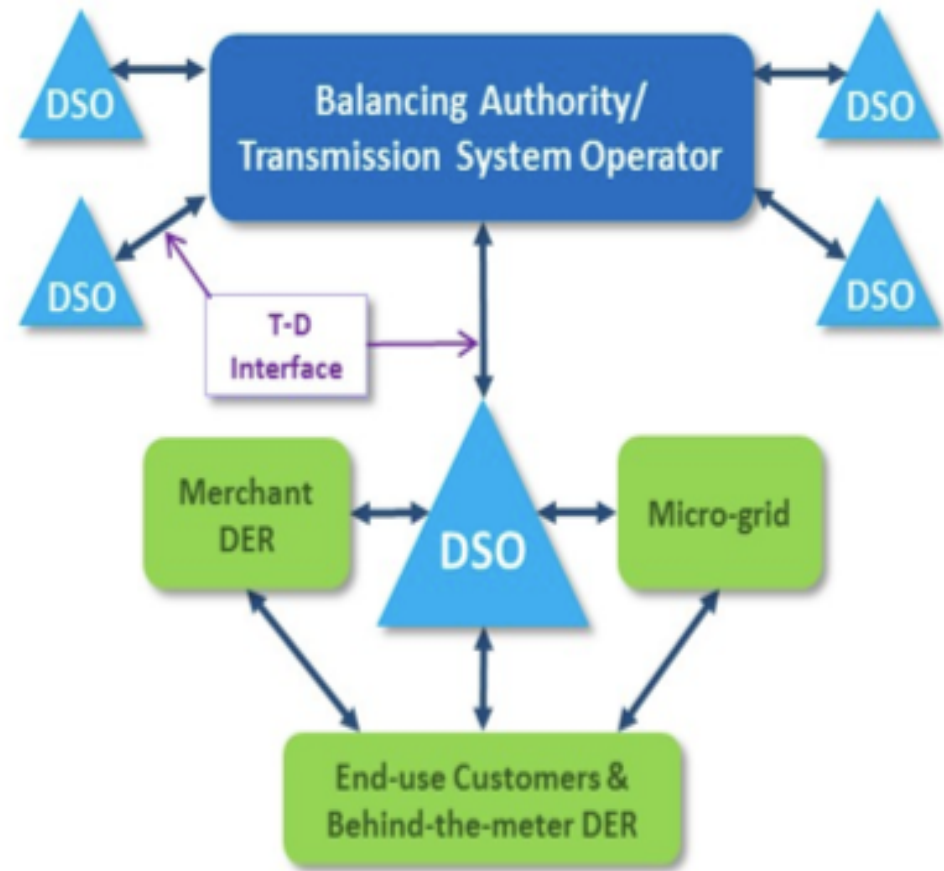 DSO
Balancing Authority/
Transmission System Operator
DSO
DSO
DSO
T-D
Interface
Merchant
DER
DSO
Micro-grid
End-use Customers &
Behind-the-meter DER